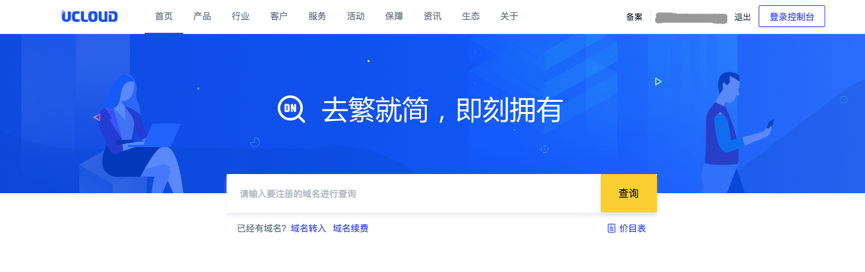 UCLOUD 首页 产品 行业 客户 服务 活动 保障 资讯 生态 关于 备案 退出 登录控制台
DN 去繁就简，即刻拥有
请输入要注册的域名进行查询 查询
已经有域名? 域名转入 域名续费 价目表